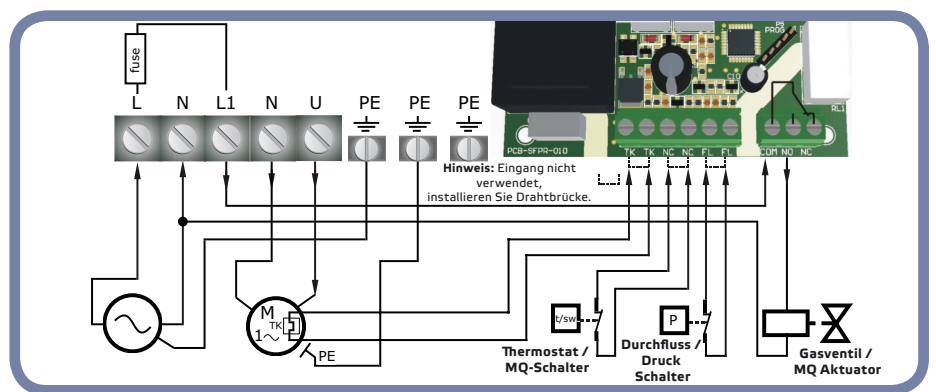 fuse
L N L1 N U PE PE PE
PROG
C10
RL1
PCB-SFPR-010
TK TK NC NC FL FL COM NO NC
Hinweis: Eingang nicht
verwendet,
installieren Sie Drahtbrücke.
M
TK
1~
PE
t/sw
P
Thermostat /
MQ-Schalter
Durchfluss /
Druck
Schalter
Gasventil /
MQ Aktuator